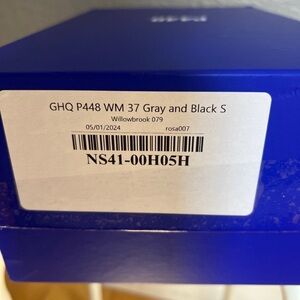 P448
GHQ P448 WM 37 Gray and Black S
Willowbrook 079
05/01/2024 rosa007
NS41-00H05H